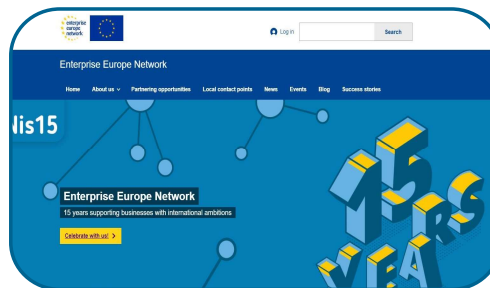 enterprise
europe
network
Log in
Search
Enterprise Europe Network
Home About us Partnering opportunities Local contact points News Events Blog Success stories
Nis15
Enterprise Europe Network
15 years supporting businesses with international ambitions
Celebrate with us!
15
YEARS